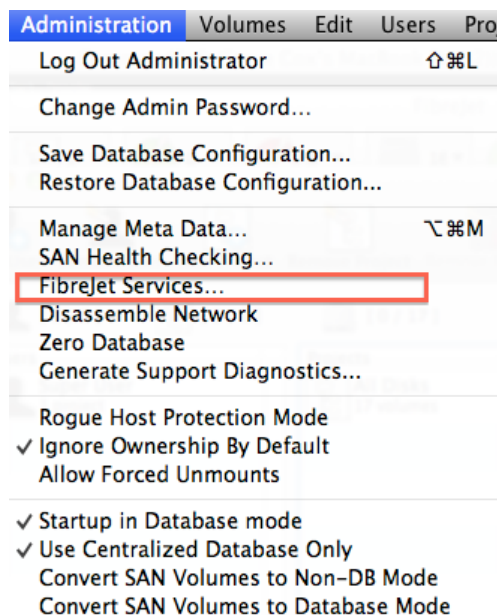 Administration Volumes Edit Users Pro
Log Out Administrator ⇧⌘L
Change Admin Password...
Save Database Configuration...
Restore Database Configuration...
Manage Meta Data... ⌥⌘M
SAN Health Checking...
FibreJet Services...
Disassemble Network
Zero Database
Generate Support Diagnostics...
Rogue Host Protection Mode
✓ Ignore Ownership By Default
Allow Forced Unmounts
✓ Startup in Database mode
✓ Use Centralized Database Only
Convert SAN Volumes to Non-DB Mode
Convert SAN Volumes to Database Mode